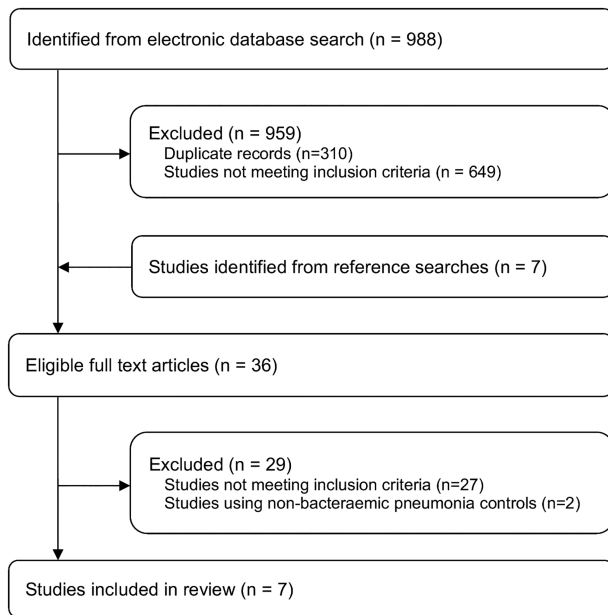 Identified from electronic database search (n = 988)
Excluded (n = 959)
Duplicate records (n=310)
Studies not meeting inclusion criteria (n = 649)
Studies identified from reference searches (n = 7)
Eligible full text articles (n = 36)
Excluded (n = 29)
Studies not meeting inclusion criteria (n=27)
Studies using non-bacteraemic pneumonia controls (n=2)
Studies included in review (n = 7)